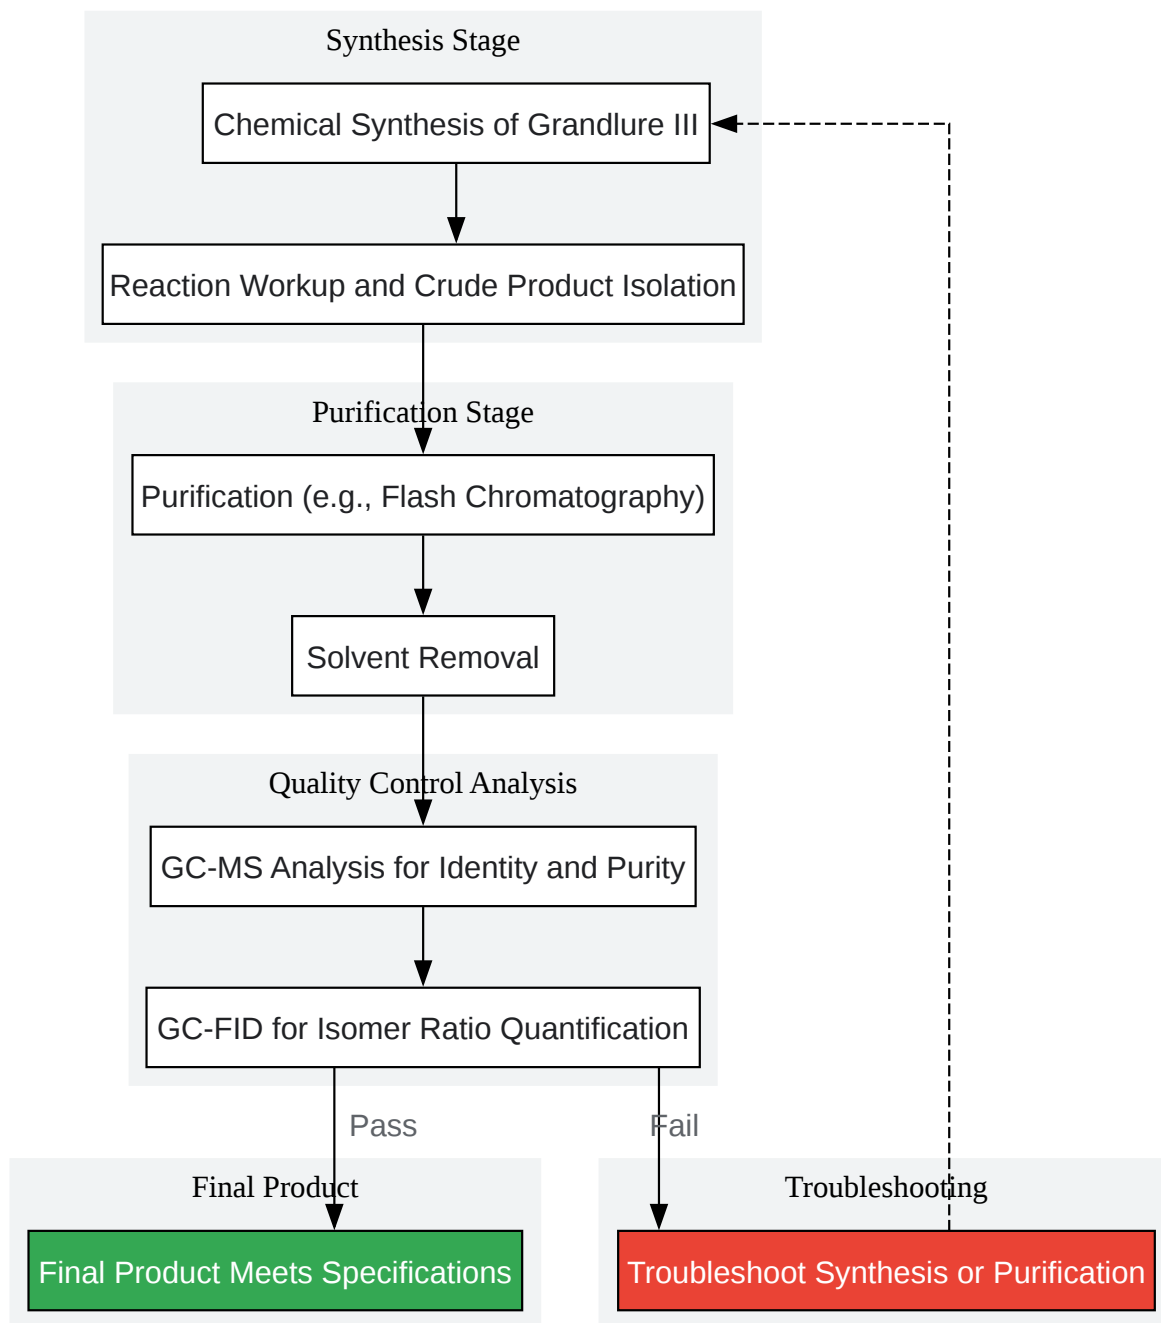 Synthesis Stage
Chemical Synthesis of Grandlure III
Reaction Workup and Crude Product Isolation
Purification Stage
Purification (e.g., Flash Chromatography)
Solvent Removal
Quality Control Analysis
GC-MS Analysis for Identity and Purity
GC-FID for Isomer Ratio Quantification
Pass
Fail
Final Product
Troubleshooting
Final Product Meets Specifications
Troubleshoot Synthesis or Purification